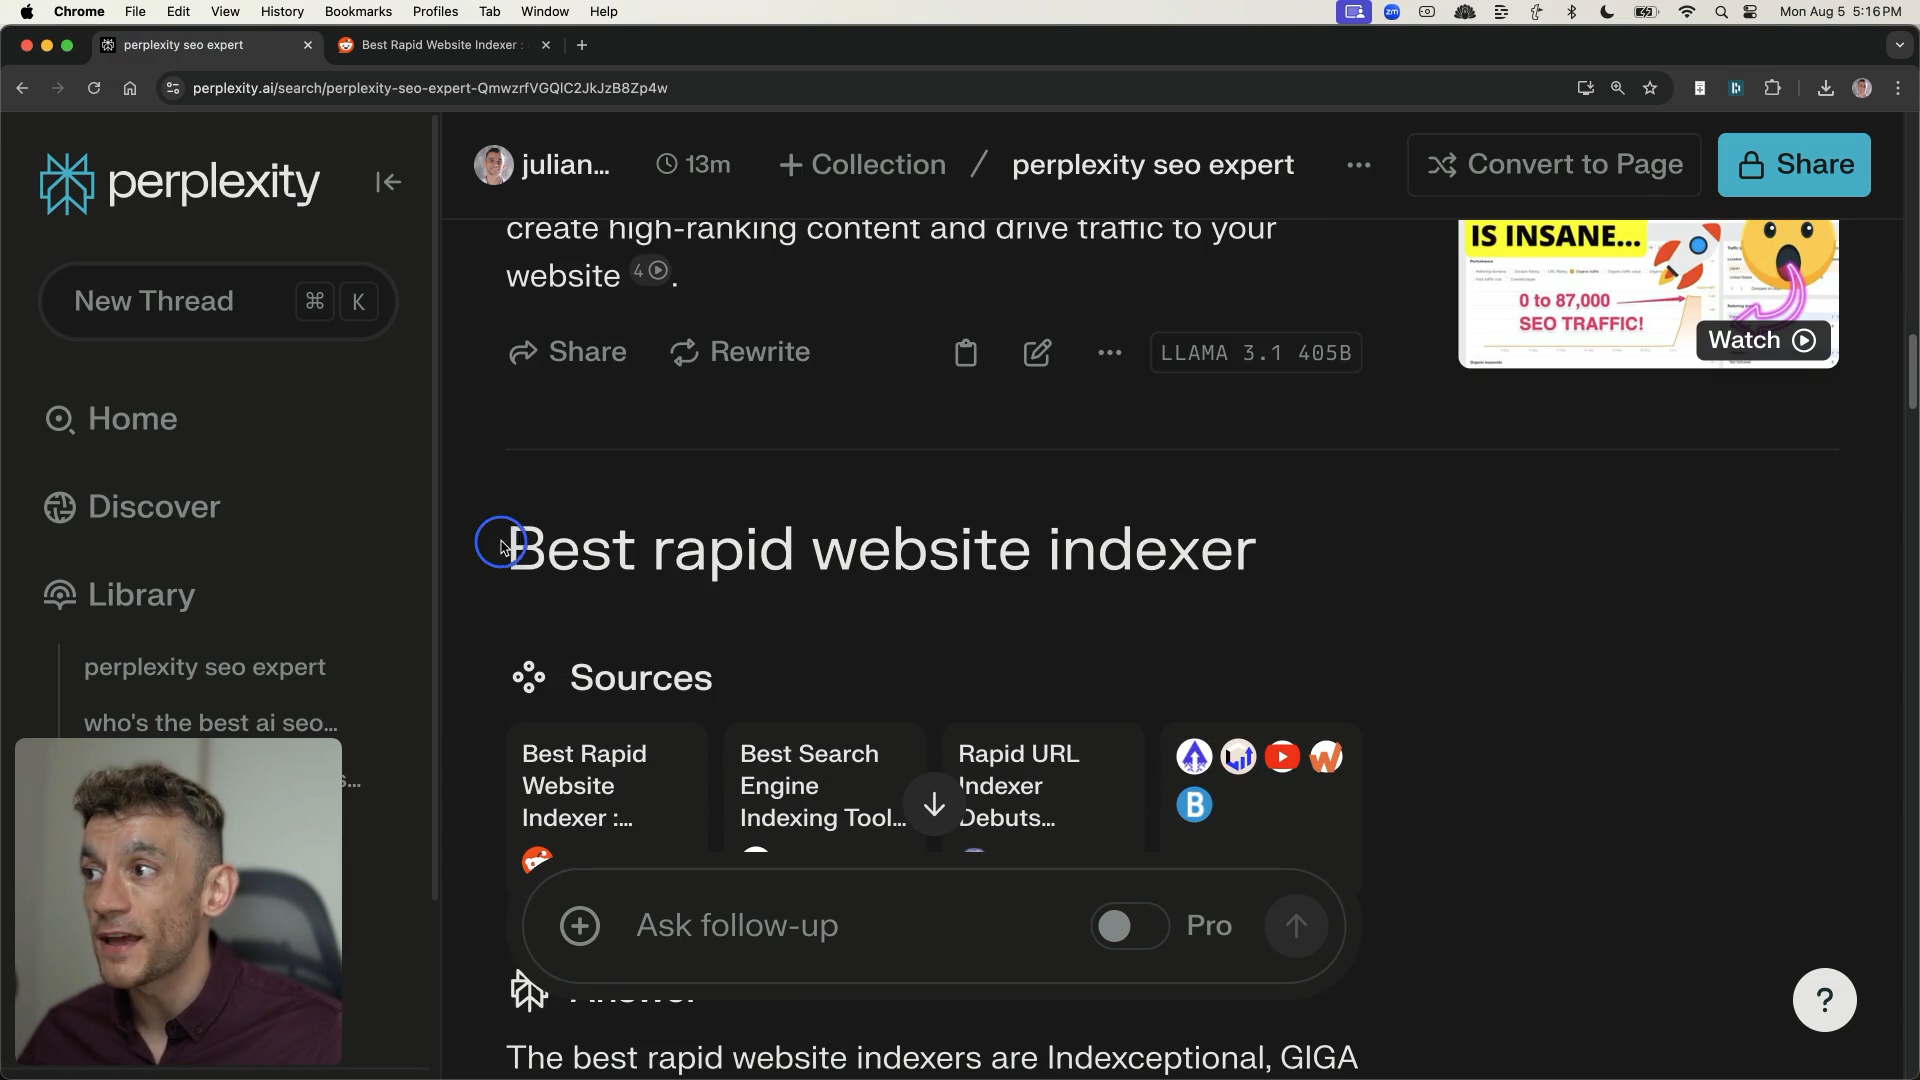 Chrome File Edit View History Bookmarks Profiles Tab Window Help
zm
Mon Aug 5 5:16 PM
perplexity seo expert
Best Rapid Website Indexer :
perplexity.ai/search/perplexity-seo-expert-QmwzrfVGQlC2JkJzB8Zp4w
perplexity
julian... 13m + Collection / perplexity seo expert ... Convert to Page Share
New Thread ⌘ K
Home
Discover
Library
perplexity seo expert
who's the best ai seo...
s...
create high-ranking content and drive traffic to your
website 4 .
Share Rewrite ... LLAMA 3.1 405B
IS INSANE...
0 to 87,000
SEO TRAFFIC!
Watch
Best rapid website indexer
Sources
Best Rapid
Website
Indexer :...
Best Search
Engine
Indexing Tool...
Rapid URL
Indexer
Debuts...
B
Ask follow-up Pro
Answer
The best rapid website indexers are Indexceptional, GIGA
?